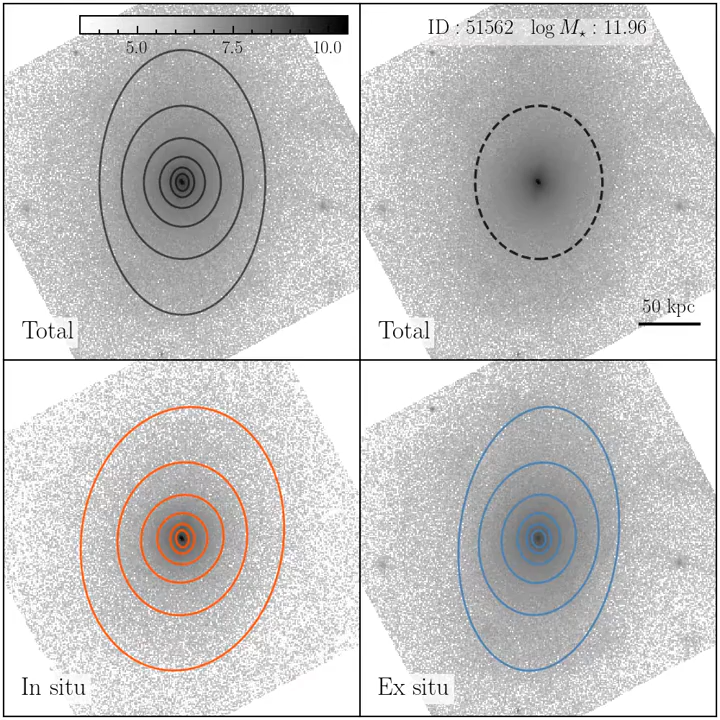 5.0 7.5 10.0
ID : 51562 log M⋆ : 11.96
Total
Total
50 kpc
In situ
Ex situ